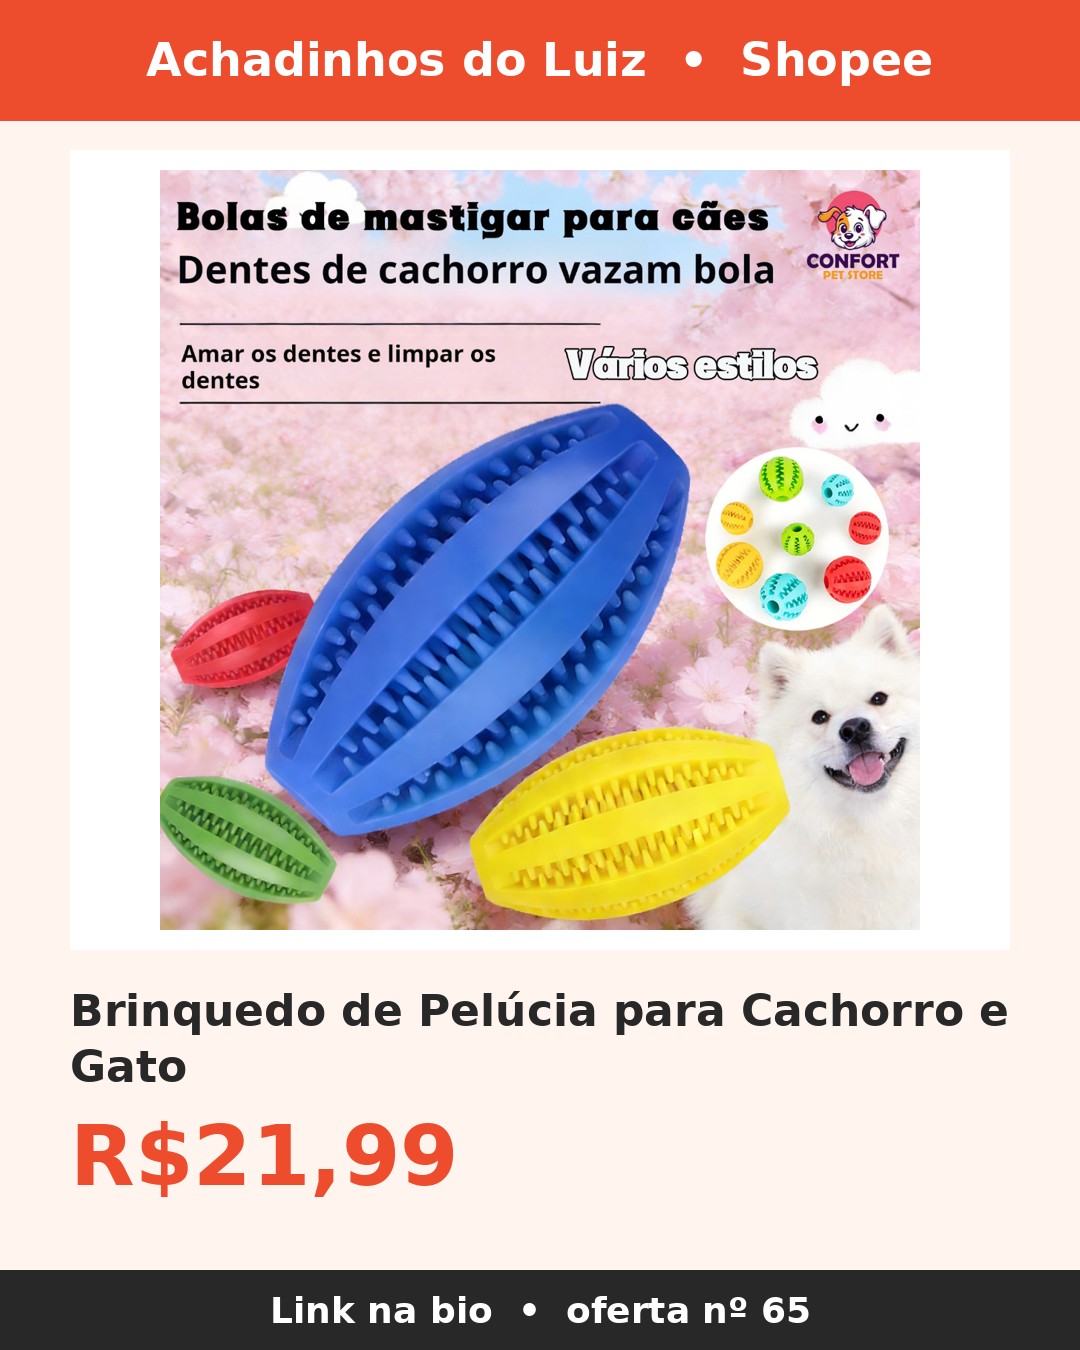 Achadinhos do Luiz • Shopee
Bolas de mastigar para cães
Dentes de cachorro vazam bola
CONFORT
PET STORE
Amar os dentes e limpar os
dentes
Vários estilos
Brinquedo de Pelúcia para Cachorro e
Gato
R$21,99
Link na bio • oferta nº 65